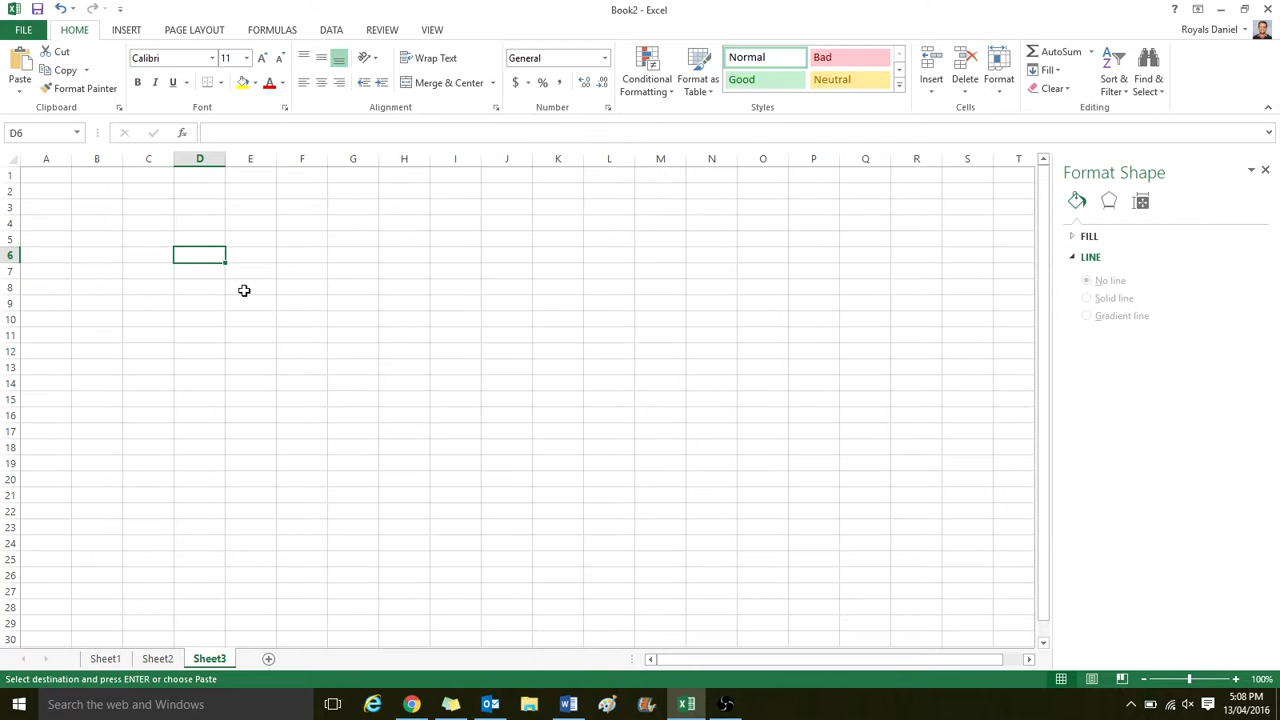 Book2 - Excel
FILE HOME INSERT PAGE LAYOUT FORMULAS DATA REVIEW VIEW Royals Daniel
Paste
Cut
Copy
Format Painter
Clipboard
Calibri 11
B I U
Font
Wrap Text
Merge & Center
Alignment
General
$ %
Number
Conditional Formatting
Format as Table
Normal Bad
Good Neutral
Styles
Insert Delete Format
Cells
AutoSum
Fill
Clear
Sort & Filter
Find & Select
Editing
D6 fx
A B C D E F G H I J K L M N O P Q R S T
1
2
3
4
5
6
7
8
9
10
11
12
13
14
15
16
17
18
19
20
21
22
23
24
25
26
27
28
29
30
Format Shape
FILL
LINE
No line
Solid line
Gradient line
Sheet1 Sheet2 Sheet3
Select destination and press ENTER or choose Paste 100%
Search the web and Windows
5:08 PM
13/04/2016